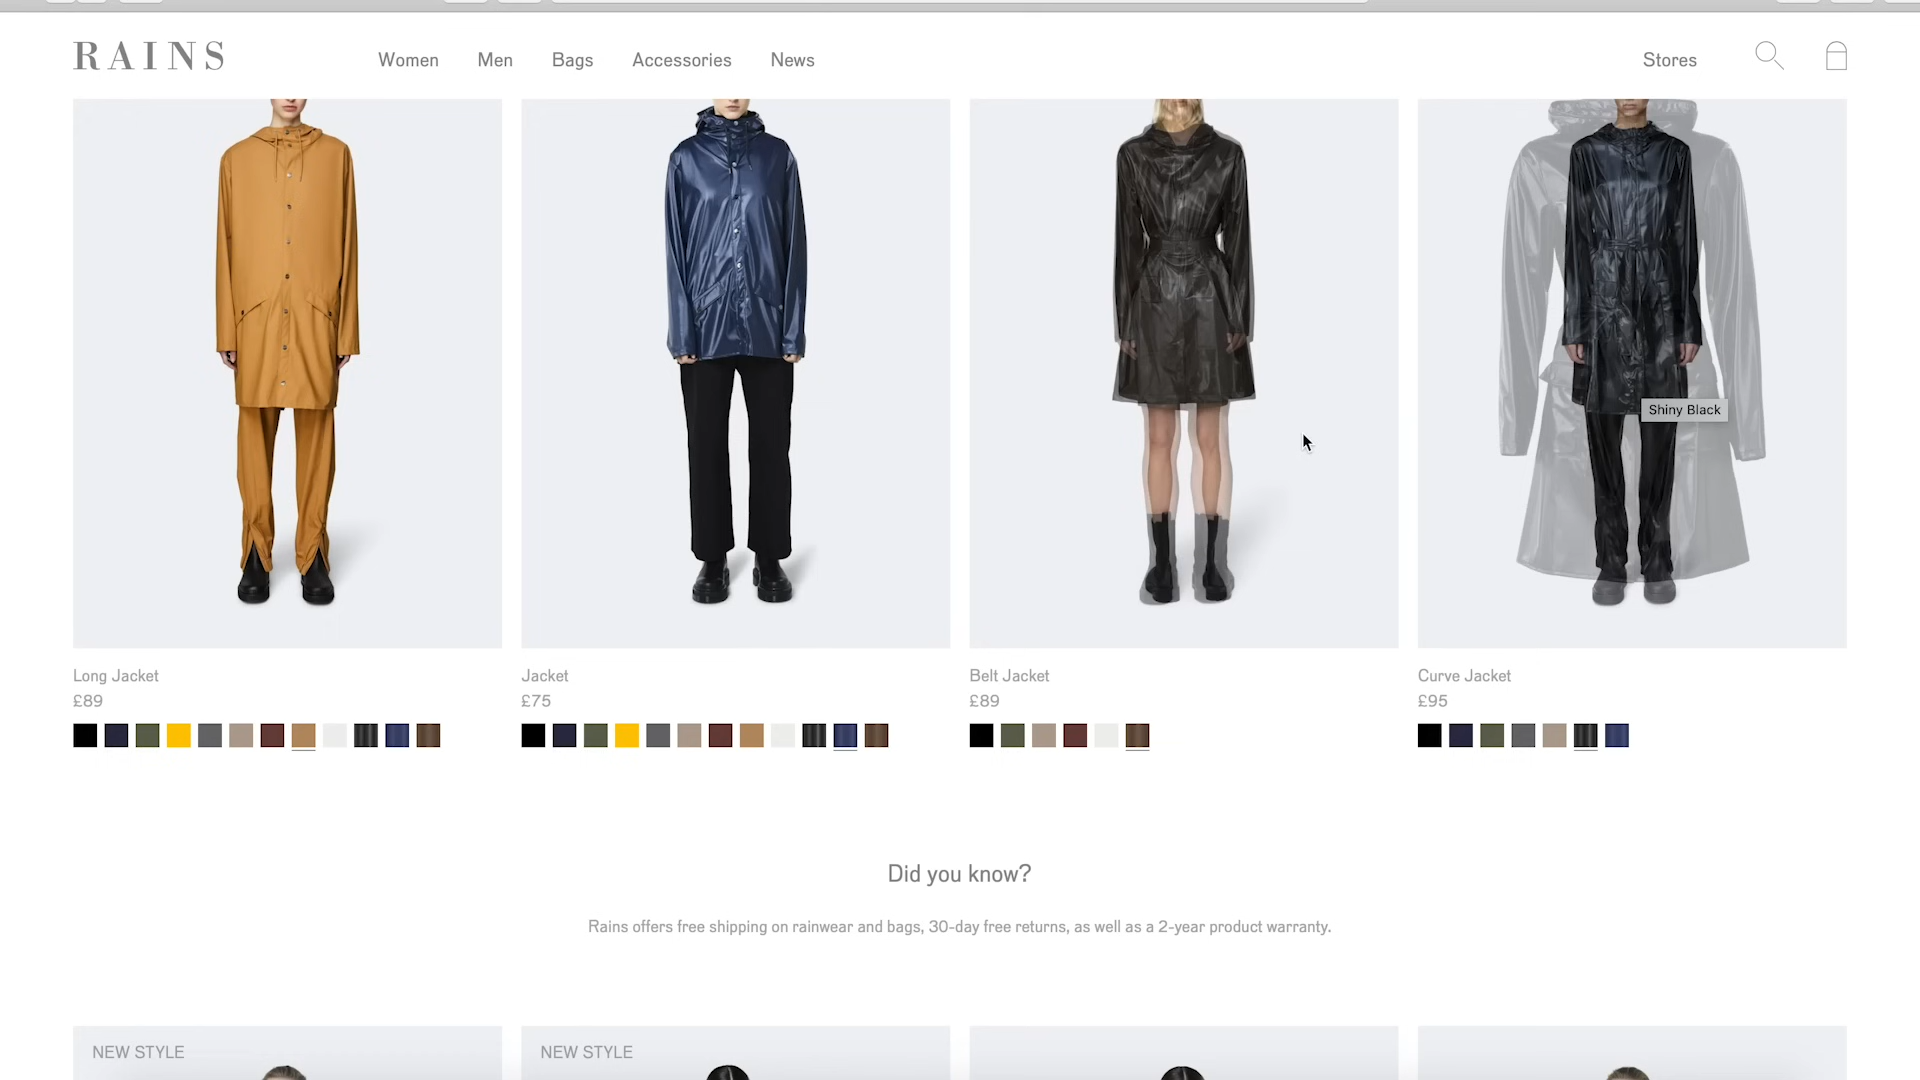 RAINS
Women Men Bags Accessories News Stores
Shiny Black
Long Jacket
£89
Jacket
£75
Belt Jacket
£89
Curve Jacket
£95
Did you know?
Rains offers free shipping on rainwear and bags, 30-day free returns, as well as a 2-year product warranty.
NEW STYLE
NEW STYLE